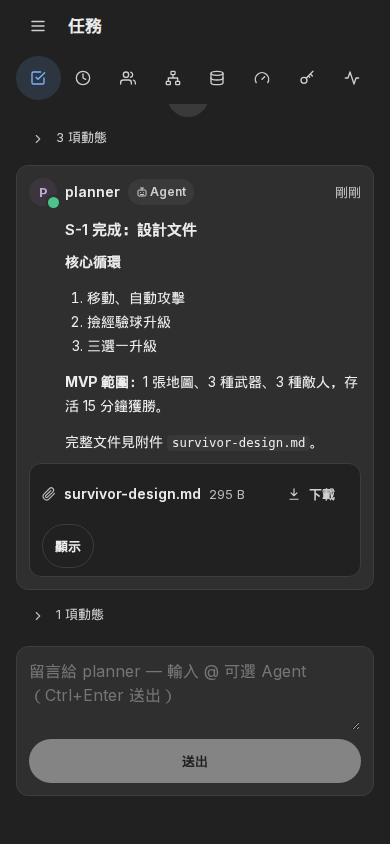 任務
3 項動態
P planner Agent 剛剛
S-1 完成：設計文件
核心循環
1. 移動、自動攻擊
2. 撿經驗球升級
3. 三選一升級
MVP 範圍：1 張地圖、3 種武器、3 種敵人，存
活 15 分鐘獲勝。
完整文件見附件 survivor-design.md。
survivor-design.md 295 B 下載
顯示
1 項動態
留言給 planner — 輸入 @ 可選 Agent
（Ctrl+Enter 送出）
送出